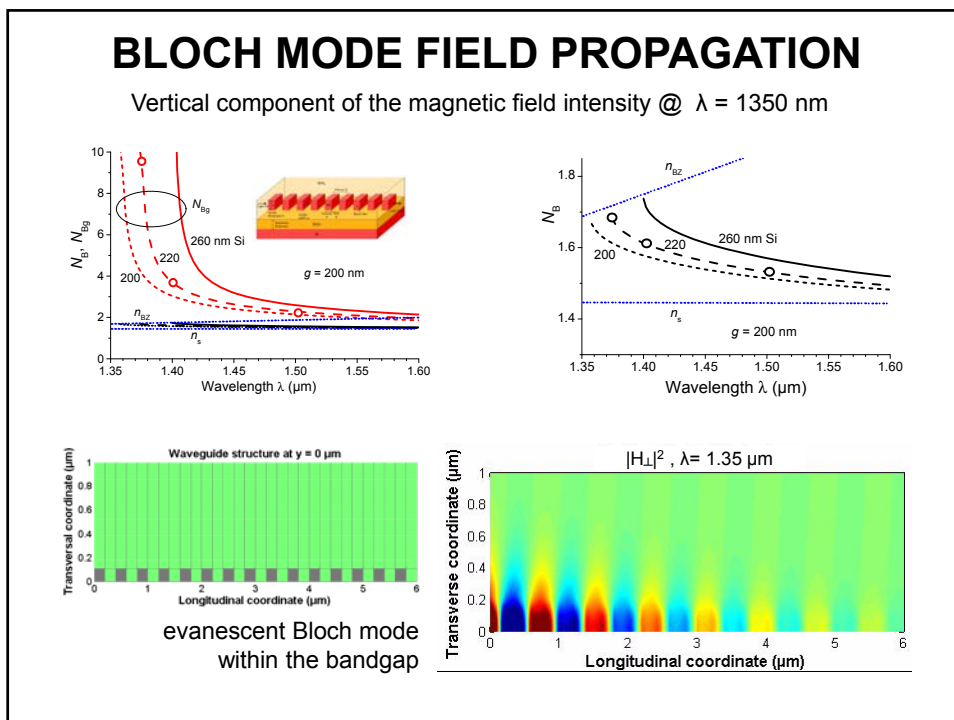 BLOCH MODE FIELD PROPAGATION
Vertical component of the magnetic field intensity @ λ = 1350 nm
10
8
6
4
2
0
N_B, N_Bg
N_Bg
260 nm Si
220
200
g = 200 nm
n_BZ
n_s
1.35 1.40 1.45 1.50 1.55 1.60
Wavelength λ (μm)
1.8
1.6
1.4
N_B
n_BZ
260 nm Si
220
200
n_s
g = 200 nm
1.35 1.40 1.45 1.50 1.55 1.60
Wavelength λ (μm)
Waveguide structure at y = 0 μm
Transversal coordinate (μm)
1
0.8
0.6
0.4
0.2
0
0 1 2 3 4 5 6
Longitudinal coordinate (μm)
evanescent Bloch mode
within the bandgap
|H⊥|² , λ= 1.35 μm
Transverse coordinate (μm)
1
0.8
0.6
0.4
0.2
0
0 1 2 3 4 5 6
Longitudinal coordinate (μm)